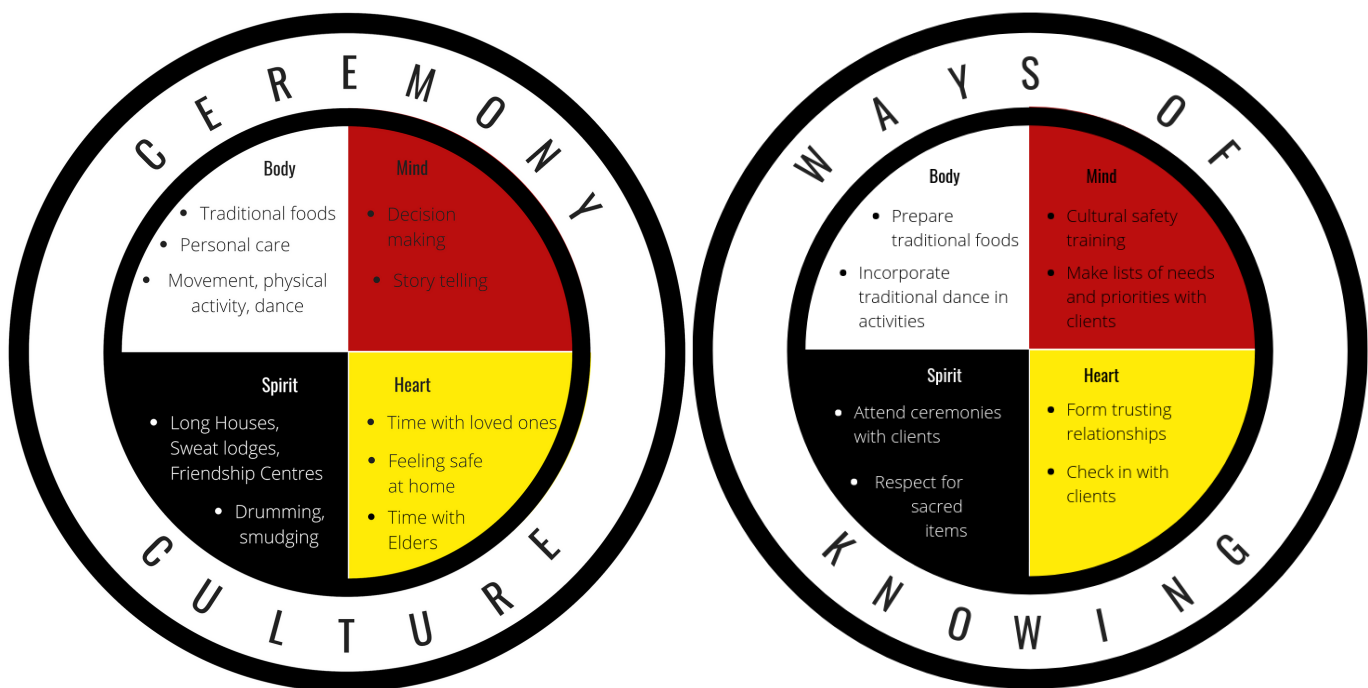 CEREMONY
Body
• Traditional foods
• Personal care
• Movement, physical
activity, dance
Mind
• Decision
making
• Story telling
Spirit
• Long Houses,
Sweat lodges,
Friendship Centres
• Drumming,
smudging
Heart
• Time with loved ones
• Feeling safe
at home
• Time with
Elders
CULTURE
WAYS OF
Body
• Prepare
traditional foods
• Incorporate
traditional dance in
activities
Mind
• Cultural safety
training
• Make lists of needs
and priorities with
clients
Spirit
• Attend ceremonies
with clients
• Respect for
sacred
items
Heart
• Form trusting
relationships
• Check in with
clients
KNOWING